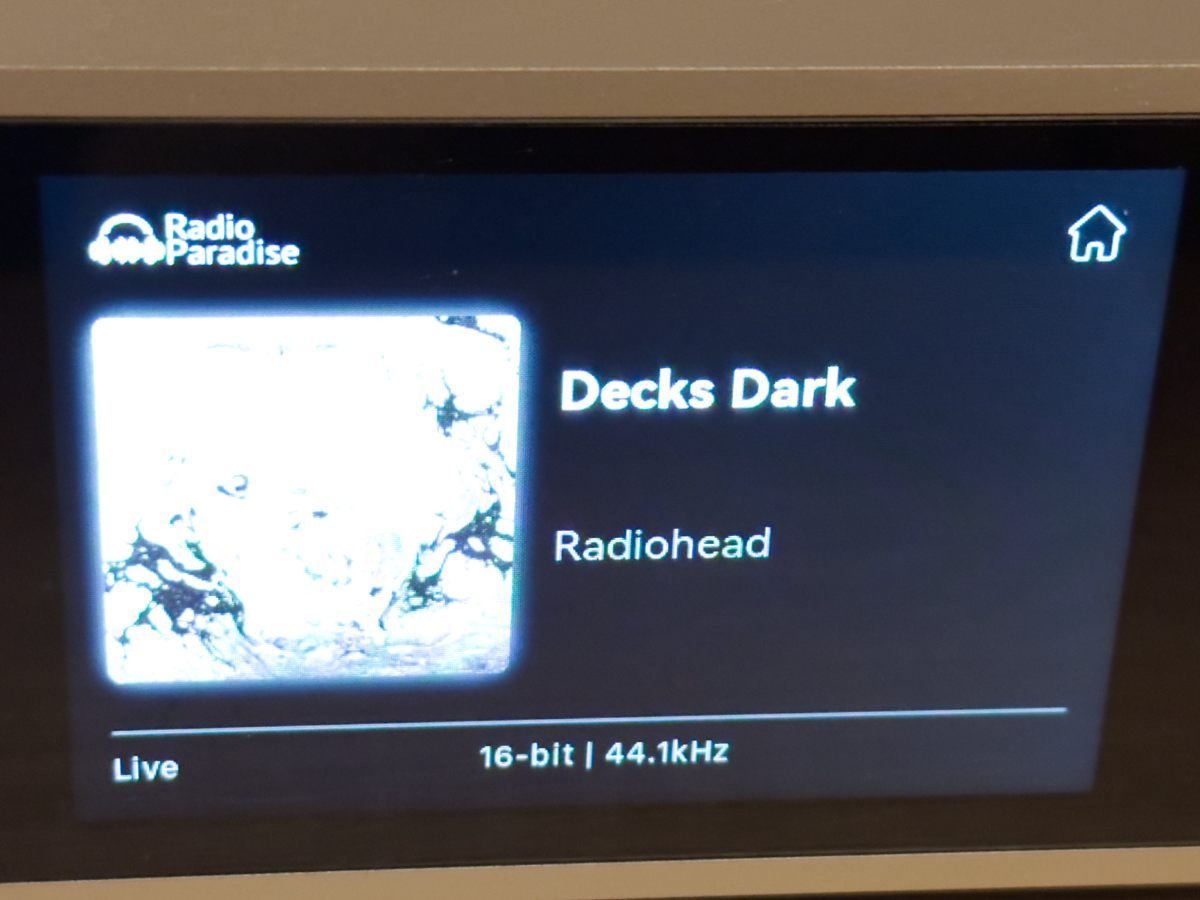 Radio
Paradise
Decks Dark
Radiohead
Live
16-bit | 44.1kHz